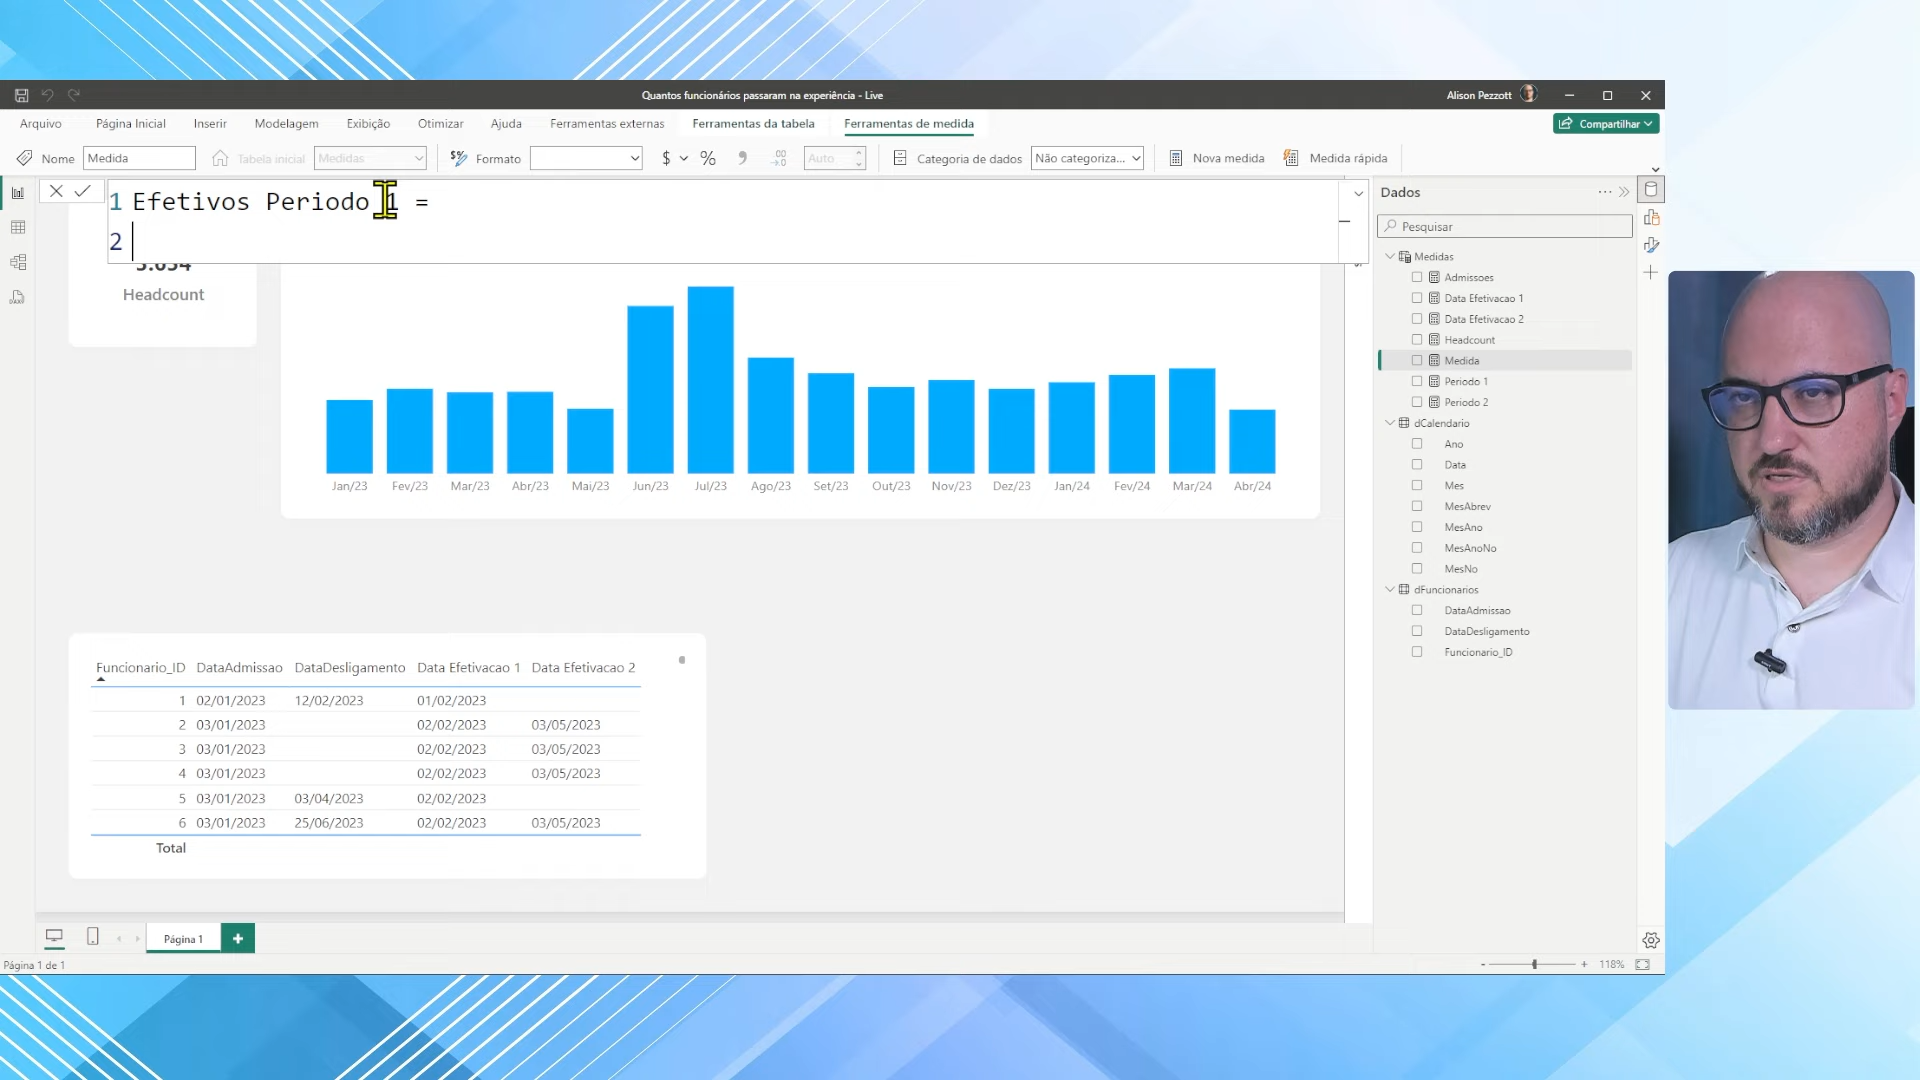 Quantos funcionários passaram na experiência - Live
Alison Pezzott
Arquivo
Página Inicial
Inserir
Modelagem
Exibição
Otimizar
Ajuda
Ferramentas externas
Ferramentas da tabela
Ferramentas de medida
Compartilhar
Nome
Medida
Tabela inicial
Medidas
Formato
$
%
Auto
Categoria de dados
Não categoriza...
Nova medida
Medida rápida
1 Efetivos Periodo 1 =
2
Headcount
Jan/23
Fev/23
Mar/23
Abr/23
Mai/23
Jun/23
Jul/23
Ago/23
Set/23
Out/23
Nov/23
Dez/23
Jan/24
Fev/24
Mar/24
Abr/24
Funcionario_ID DataAdmissao DataDesligamento Data Efetivacao 1 Data Efetivacao 2
1 02/01/2023 12/02/2023 01/02/2023
2 03/01/2023 02/02/2023 03/05/2023
3 03/01/2023 02/02/2023 03/05/2023
4 03/01/2023 02/02/2023 03/05/2023
5 03/01/2023 03/04/2023 02/02/2023
6 03/01/2023 25/06/2023 02/02/2023 03/05/2023
Total
Dados
Pesquisar
Medidas
Admissoes
Data Efetivacao 1
Data Efetivacao 2
Headcount
Medida
Periodo 1
Periodo 2
dCalendario
Ano
Data
Mes
MesAbrev
MesAno
MesAnoNo
MesNo
dFuncionarios
DataAdmissao
DataDesligamento
Funcionario_ID
Página 1
Página 1 de 1
118%